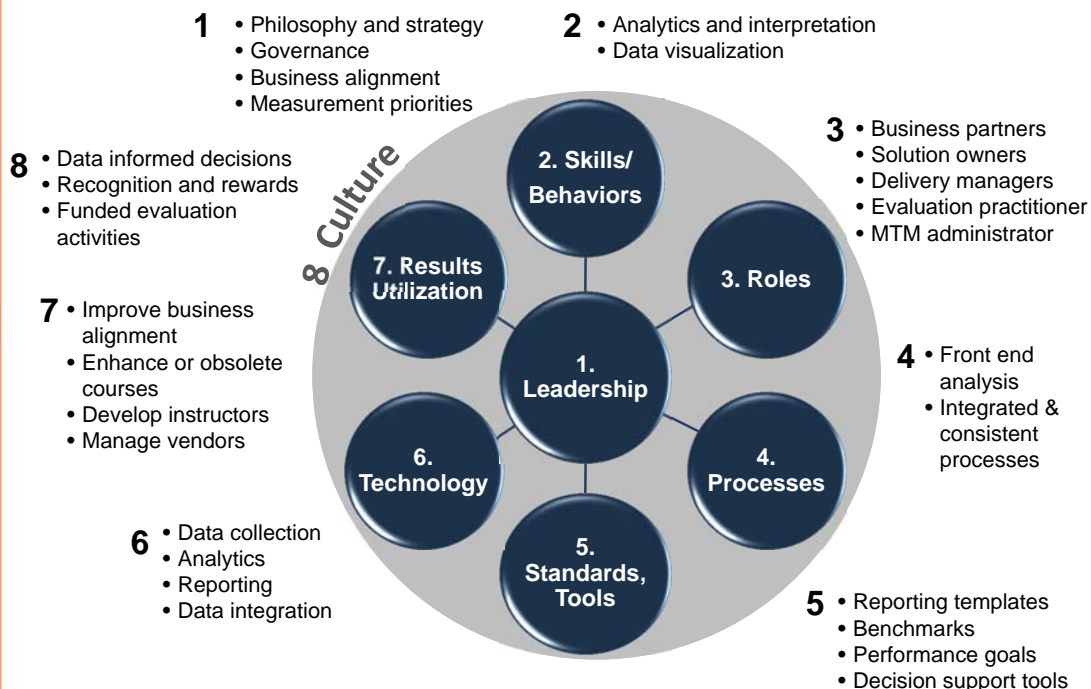 1
• Philosophy and strategy
• Governance
• Business alignment
• Measurement priorities
2
• Analytics and interpretation
• Data visualization
3
• Business partners
• Solution owners
• Delivery managers
• Evaluation practitioner
• MTM administrator
8
• Data informed decisions
• Recognition and rewards
• Funded evaluation
activities
8 Culture
2. Skills/
Behaviors
7. Results
Utilization
3. Roles
1.
Leadership
6.
Technology
4.
Processes
5.
Standards,
Tools
7
• Improve business
alignment
• Enhance or obsolete
courses
• Develop instructors
• Manage vendors
4
• Front end
analysis
• Integrated &
consistent
processes
6
• Data collection
• Analytics
• Reporting
• Data integration
5
• Reporting templates
• Benchmarks
• Performance goals
• Decision support tools